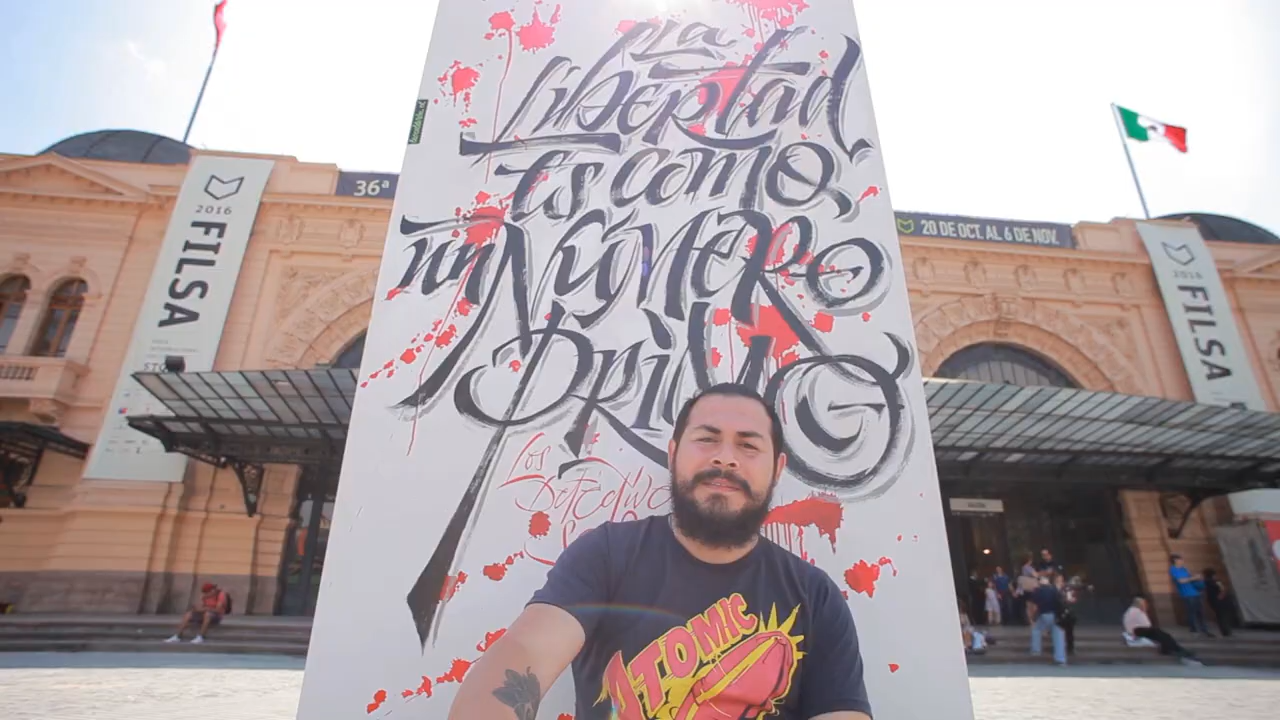 La
Libertad
Es como
un Número
primo
Los
Detective
36ª
20 DE OCT. AL 6 DE NOV.
2016
FILSA
2016
FILSA
ATOMIC